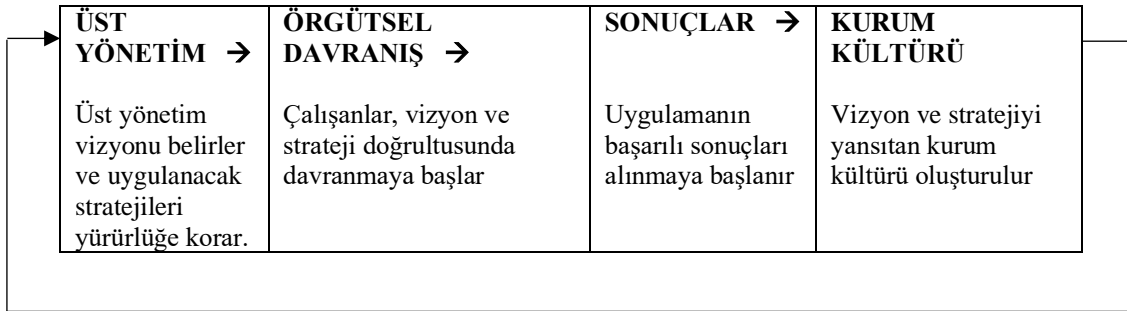 ÜST
YÖNETİM →
Üst yönetim
vizyonu belirler
ve uygulanacak
stratejileri
yürürlüğe korar.
ÖRGÜTSEL
DAVRANIŞ →
Çalışanlar, vizyon ve
strateji doğrultusunda
davranmaya başlar
SONUÇLAR →
Uygulamanın
başarılı sonuçları
alınmaya başlanır
KURUM
KÜLTÜRÜ
Vizyon ve stratejiyi
yansıtan kurum
kültürü oluşturulur